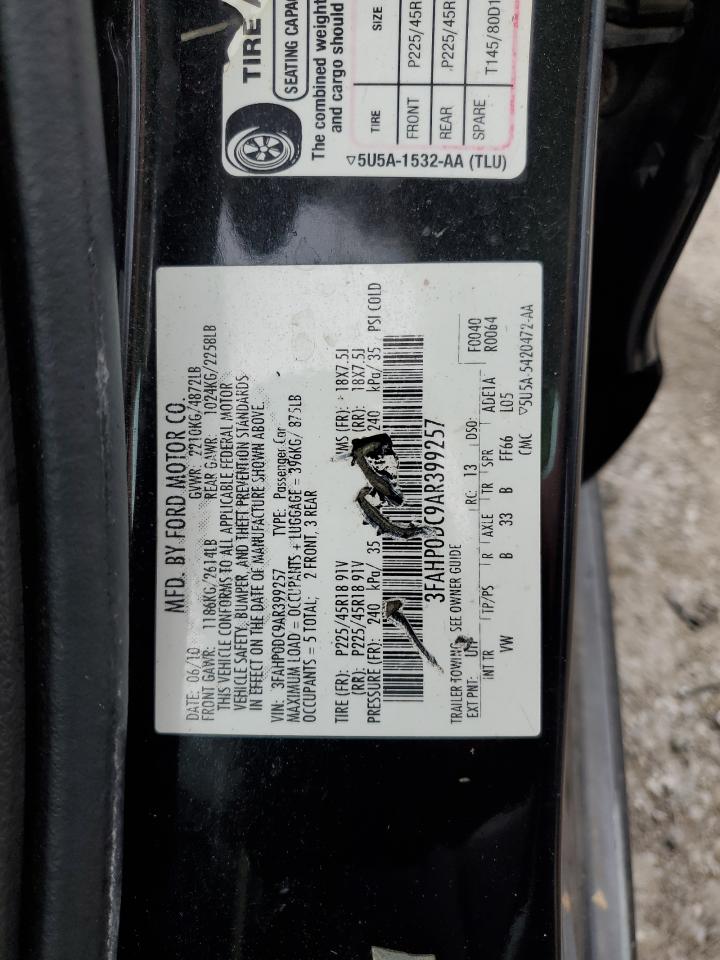 TIRE
SEATING CAPA
The combined weight
and cargo should
TIRE SIZE
FRONT P225/45R
REAR P225/45R
SPARE T145/80D1
▽5U5A-1532-AA (TLU)
MFD. BY FORD MOTOR CO.
DATE: 06/10 GVWR: 2210KG/4872LB
FRONT GAWR: 1186KG/2614LB REAR GAWR: 1024KG/2258LB
THIS VEHICLE CONFORMS TO ALL APPLICABLE FEDERAL MOTOR
VEHICLE SAFETY, BUMPER, AND THEFT PREVENTION STANDARDS
IN EFFECT ON THE DATE OF MANUFACTURE SHOWN ABOVE.
VIN: 3FAHP0DC9AR399257 TYPE: Passenger Car
MAXIMUM LOAD = OCCUPANTS + LUGGAGE = 396KG/ 875LB
OCCUPANTS = 5 TOTAL; 2 FRONT, 3 REAR
TIRE (FR): P225/45R18 91V (FR): 18X7.5J
(RR): P225/45R18 91V (RR): 18X7.5J
PRESSURE (FR): 240 kPa/ 35 240 kPa/ 35 PSI COLD
3FAHP0DC9AR399257
TRAILER TOWING SEE OWNER GUIDE
EXT PNT: RC: 13 DSO: F0040
R0064
INT TR TP/PS R AXLE TR SPR ADE1A
VW B 33 B FF66 L05
CMC ▽5U5A-5420472-AA